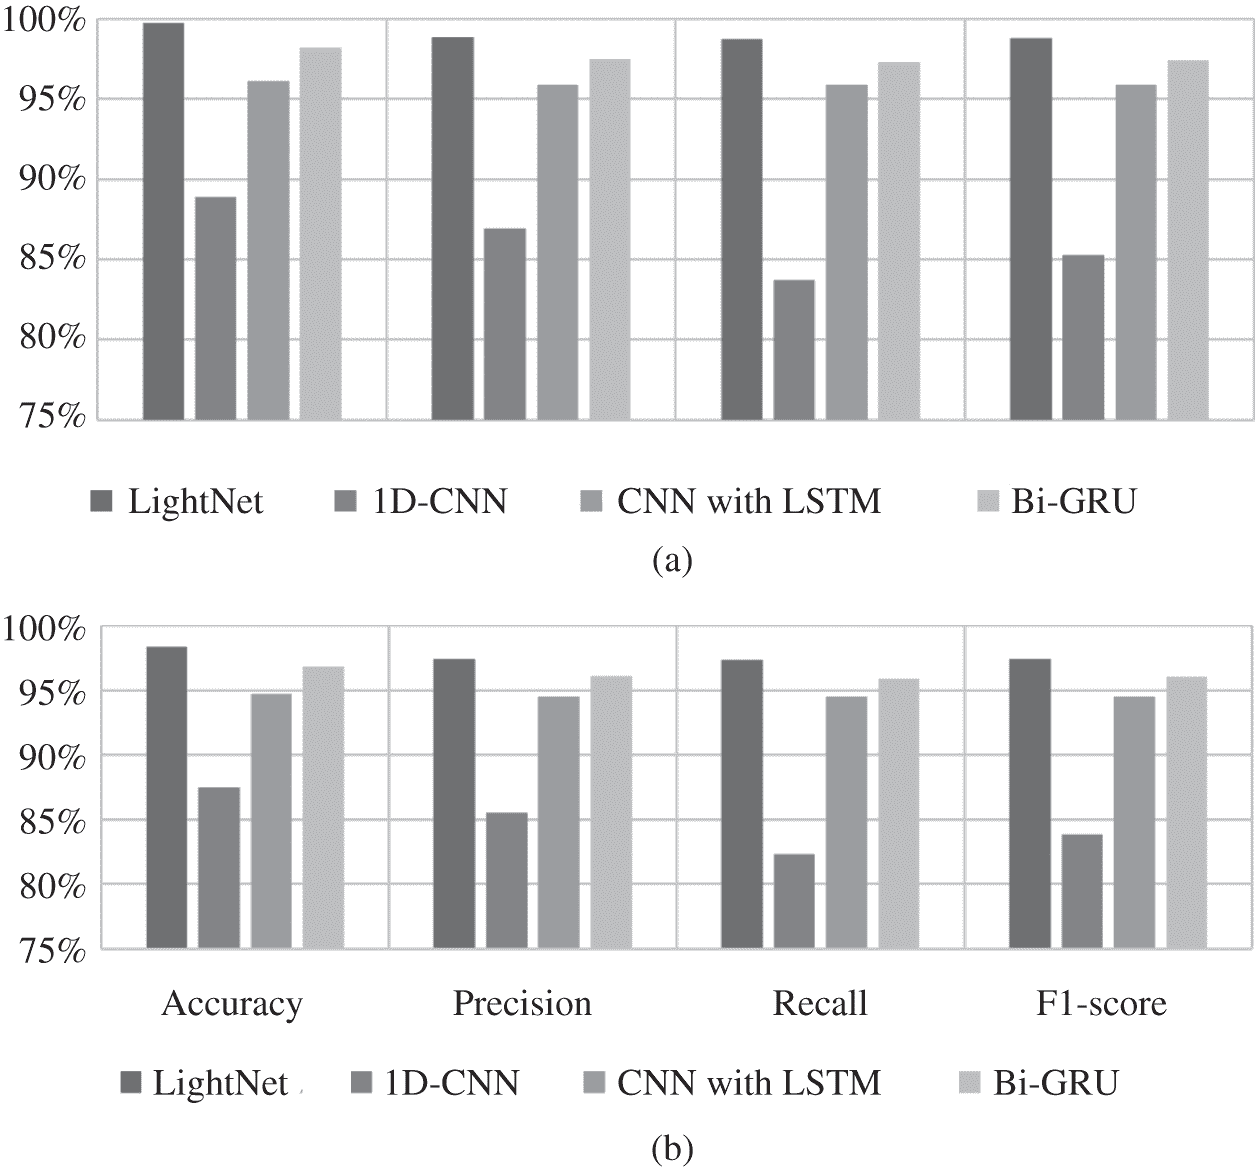 100%
95%
90%
85%
80%
75%
LightNet 1D-CNN CNN with LSTM Bi-GRU
(a)
100%
95%
90%
85%
80%
75%
Accuracy Precision Recall F1-score
LightNet 1D-CNN CNN with LSTM Bi-GRU
(b)